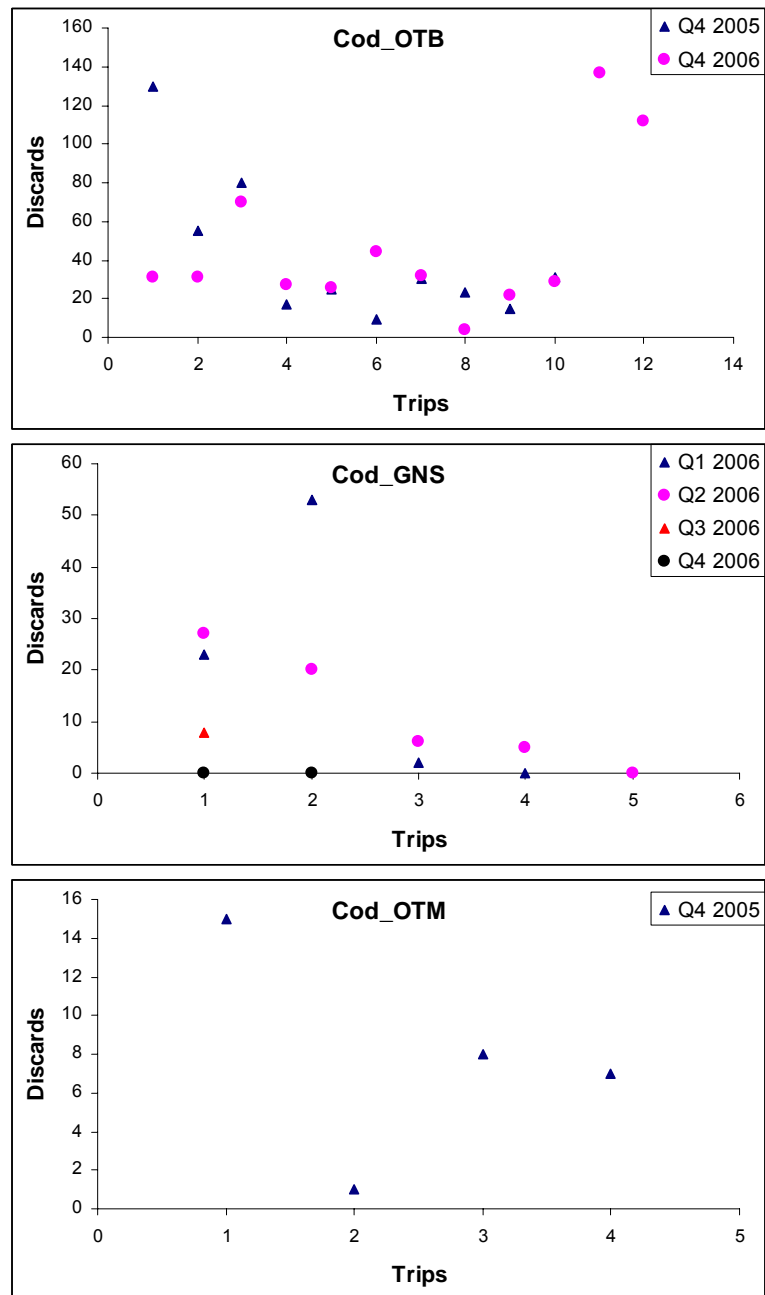 Cod_OTB
Q4 2005
Q4 2006
160
140
120
100
80
60
40
20
0
Discards
0 2 4 6 8 10 12 14
Trips
Cod_GNS
Q1 2006
Q2 2006
Q3 2006
Q4 2006
60
50
40
30
20
10
0
Discards
0 1 2 3 4 5 6
Trips
Cod_OTM
Q4 2005
16
14
12
10
8
6
4
2
0
Discards
0 1 2 3 4 5
Trips